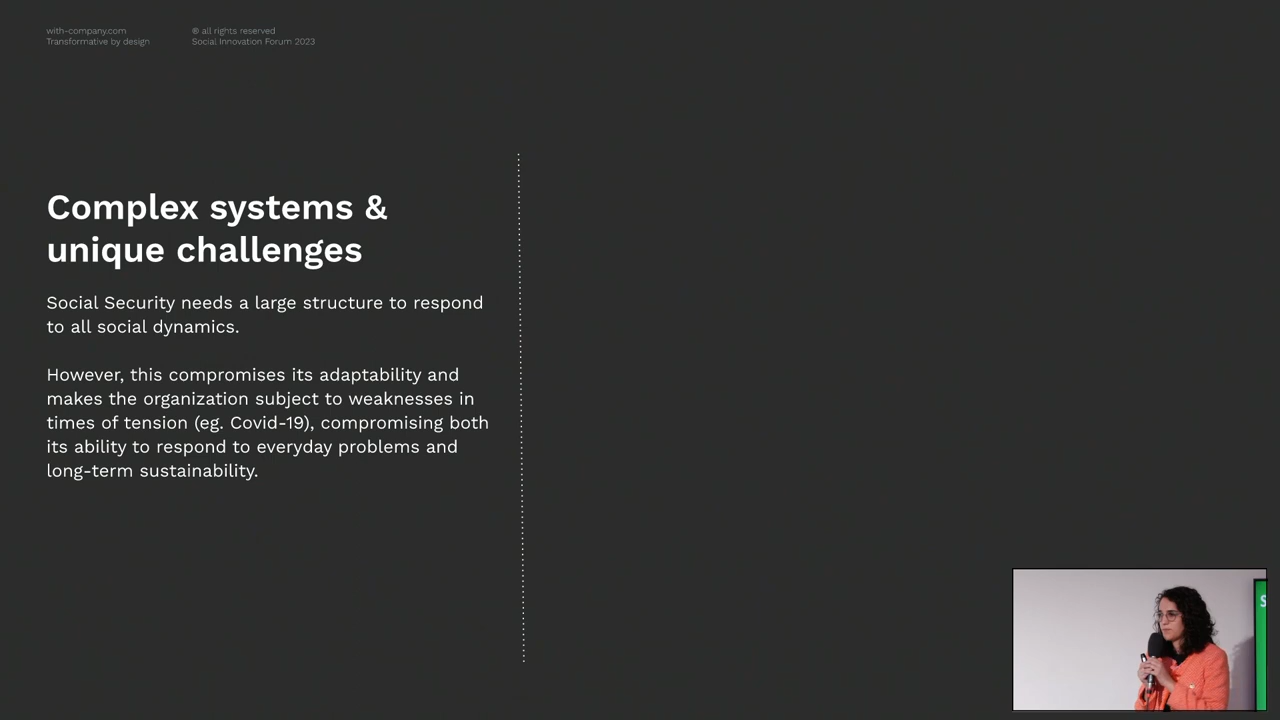 with-company.com
Transformative by design
® all rights reserved
Social Innovation Forum 2023
Complex systems &
unique challenges
Social Security needs a large structure to respond
to all social dynamics.
However, this compromises its adaptability and
makes the organization subject to weaknesses in
times of tension (eg. Covid-19), compromising both
its ability to respond to everyday problems and
long-term sustainability.
S